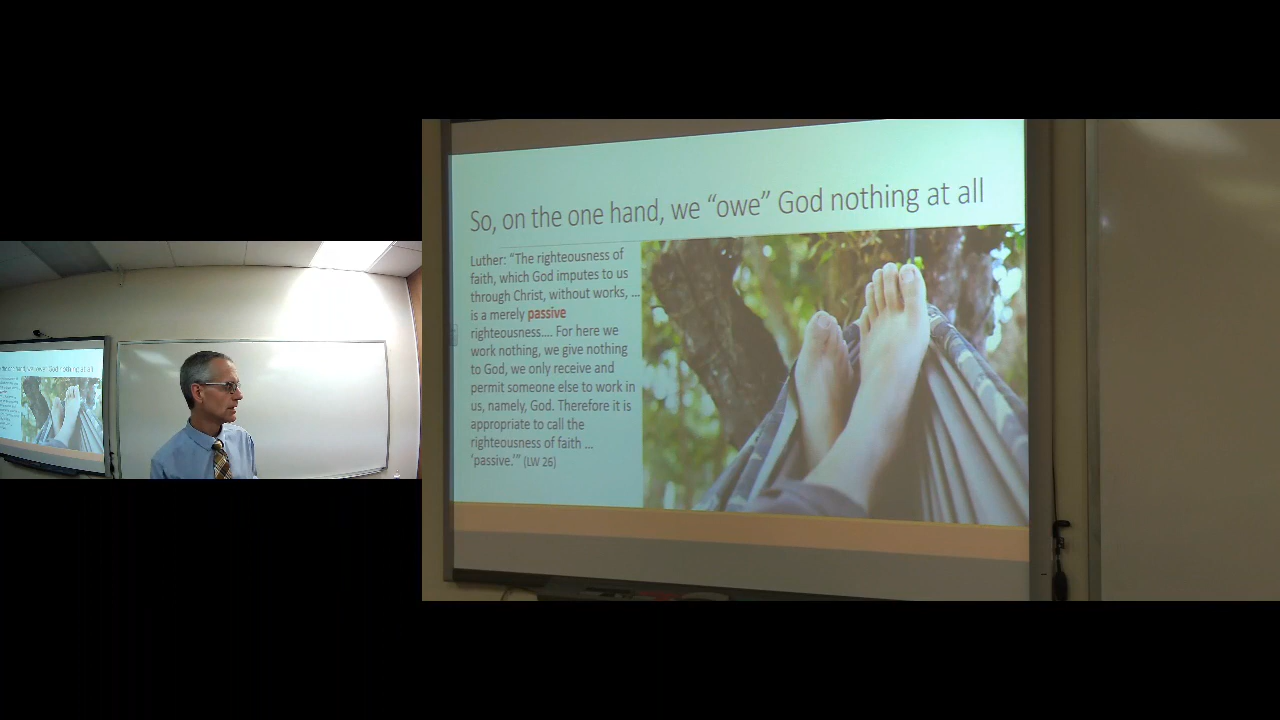 So, on the one hand, we “owe” God nothing at all
Luther: “The righteousness of
faith, which God imputes to us
through Christ, without works, ...
is a merely passive
righteousness.... For here we
work nothing, we give nothing
to God, we only receive and
permit someone else to work in
us, namely, God. Therefore it is
appropriate to call the
righteousness of faith ...
‘passive.’” (LW 26)